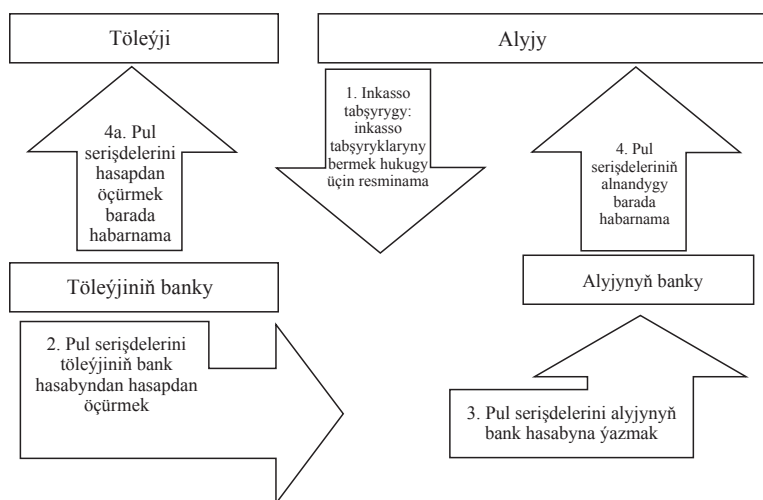 Töleýji
Alyjy
1. Inkasso
tabşyrygy:
inkasso
tabşyryklaryny
bermek hukugy
üçin resminama
4a. Pul
serişdelerini
hasapdan
öçürmek
barada
habarnama
4. Pul
serişdeleriniň
alnandygy
barada
habarnama
Töleýjiniň banky
Alyjynyň banky
2. Pul serişdelerini
töleýjiniň bank
hasabyndan hasapdan
öçürmek
3. Pul serişdelerini alyjynyň
bank hasabyna ýazmak